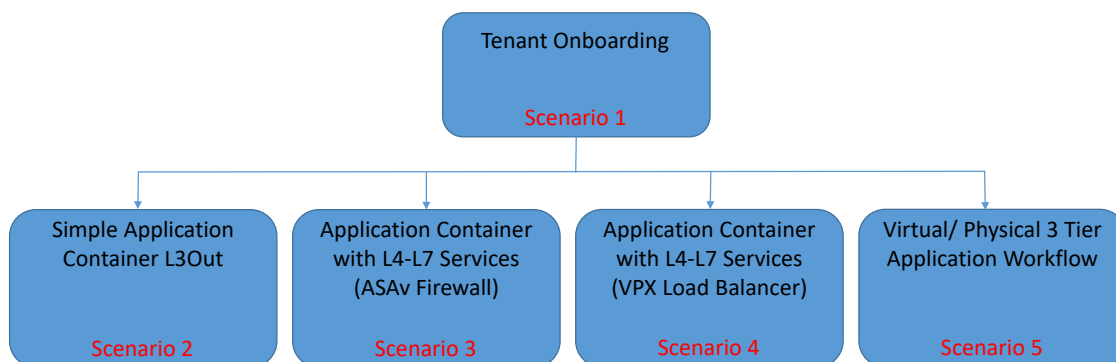 Tenant Onboarding
Scenario 1
Simple Application
Container L3Out
Scenario 2
Application Container
with L4-L7 Services
(ASAv Firewall)
Scenario 3
Application Container
with L4-L7 Services
(VPX Load Balancer)
Scenario 4
Virtual/ Physical 3 Tier
Application Workflow
Scenario 5